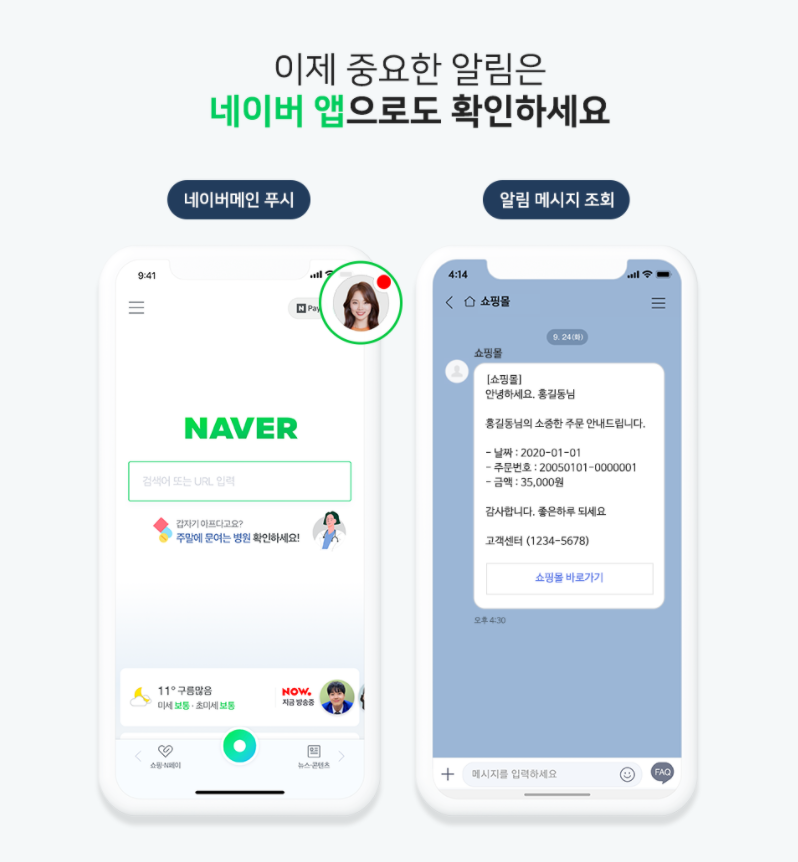 이제 중요한 알림은
네이버 앱으로도 확인하세요
네이버메인 푸시
알림 메시지 조회
9:41
N Pay
NAVER
검색어 또는 URL 입력
갑자기 아프다고요?
주말에 문여는 병원 확인하세요!
11° 구름많음
미세 보통 · 초미세 보통
NOW.
지금 방송중
쇼핑·N페이
뉴스·콘텐츠
4:14
쇼핑몰
9. 24(화)
쇼핑몰
[쇼핑몰]
안녕하세요. 홍길동님
홍길동님의 소중한 주문 안내드립니다.
- 날짜 : 2020-01-01
- 주문번호 : 20050101-0000001
- 금액 : 35,000원
감사합니다. 좋은하루 되세요
고객센터 (1234-5678)
쇼핑몰 바로가기
오후 4:30
메시지를 입력하세요
FAQ